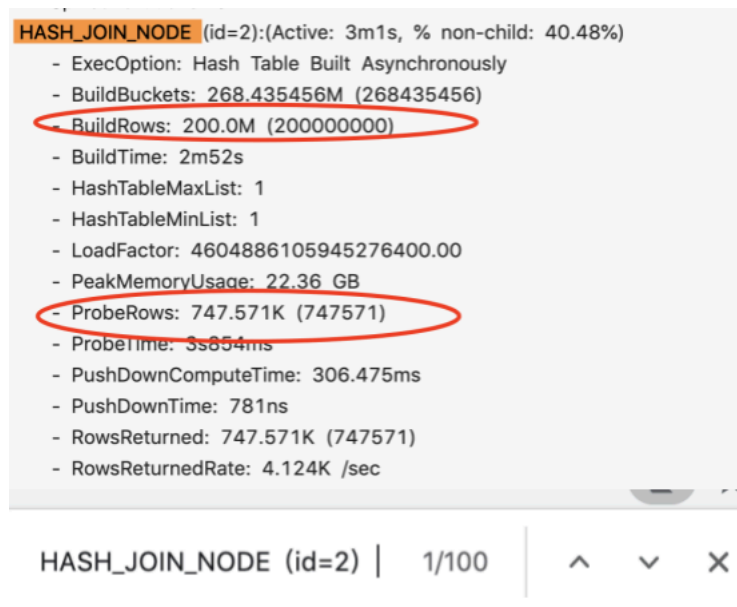 HASH_JOIN_NODE (id=2):(Active: 3m1s, % non-child: 40.48%)
- ExecOption: Hash Table Built Asynchronously
- BuildBuckets: 268.435456M (268435456)
- BuildRows: 200.0M (200000000)
- BuildTime: 2m52s
- HashTableMaxList: 1
- HashTableMinList: 1
- LoadFactor: 4604886105945276400.00
- PeakMemoryUsage: 22.36 GB
- ProbeRows: 747.571K (747571)
- ProbeTime: 3s854ms
- PushDownComputeTime: 306.475ms
- PushDownTime: 781ns
- RowsReturned: 747.571K (747571)
- RowsReturnedRate: 4.124K /sec
HASH_JOIN_NODE (id=2) 1/100